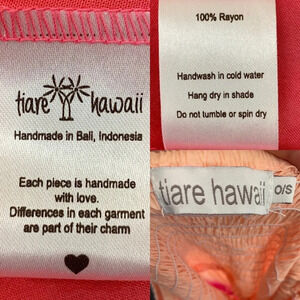 tiare hawaii
Handmade in Bali, Indonesia
Each piece is handmade
with love.
Differences in each garment
are part of their charm
100% Rayon
Handwash in cold water
Hang dry in shade
Do not tumble or spin dry
tiare hawaii
O/S